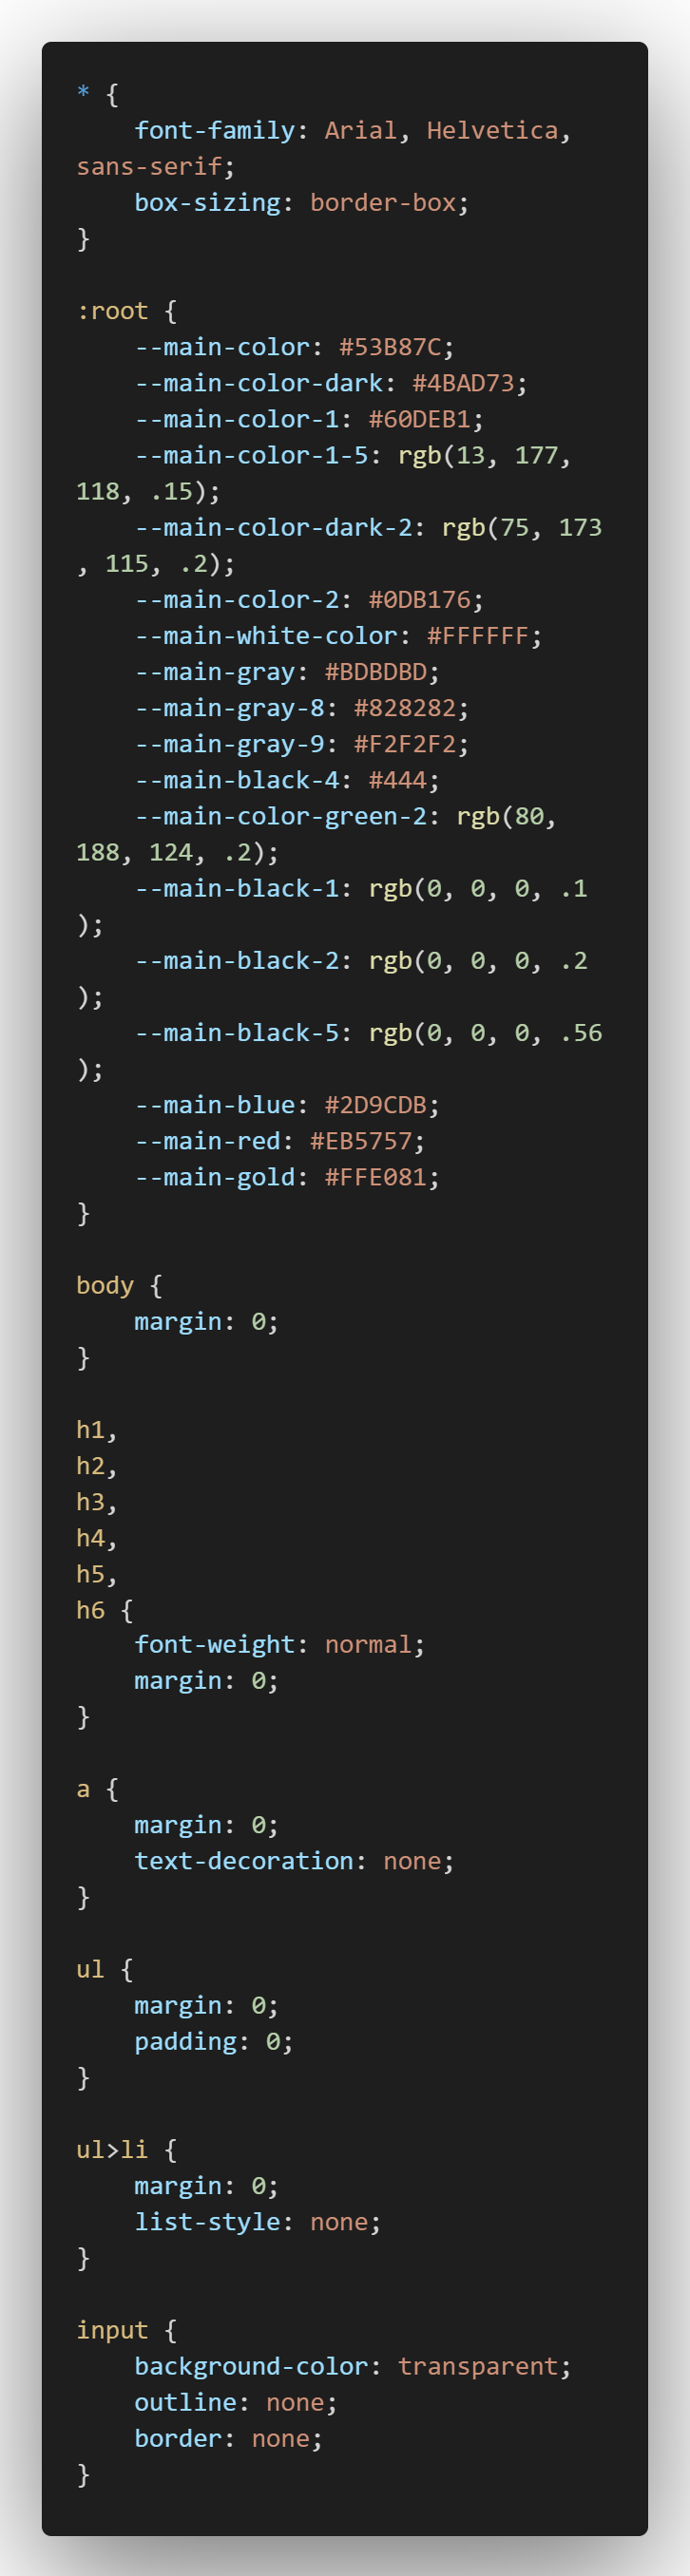 * {
    font-family: Arial, Helvetica,
sans-serif;
    box-sizing: border-box;
}

:root {
    --main-color: #53B87C;
    --main-color-dark: #4BAD73;
    --main-color-1: #60DEB1;
    --main-color-1-5: rgb(13, 177,
118, .15);
    --main-color-dark-2: rgb(75, 173
, 115, .2);
    --main-color-2: #0DB176;
    --main-white-color: #FFFFFF;
    --main-gray: #BDBDBD;
    --main-gray-8: #828282;
    --main-gray-9: #F2F2F2;
    --main-black-4: #444;
    --main-color-green-2: rgb(80,
188, 124, .2);
    --main-black-1: rgb(0, 0, 0, .1
);
    --main-black-2: rgb(0, 0, 0, .2
);
    --main-black-5: rgb(0, 0, 0, .56
);
    --main-blue: #2D9CDB;
    --main-red: #EB5757;
    --main-gold: #FFE081;
}

body {
    margin: 0;
}

h1,
h2,
h3,
h4,
h5,
h6 {
    font-weight: normal;
    margin: 0;
}

a {
    margin: 0;
    text-decoration: none;
}

ul {
    margin: 0;
    padding: 0;
}

ul>li {
    margin: 0;
    list-style: none;
}

input {
    background-color: transparent;
    outline: none;
    border: none;
}